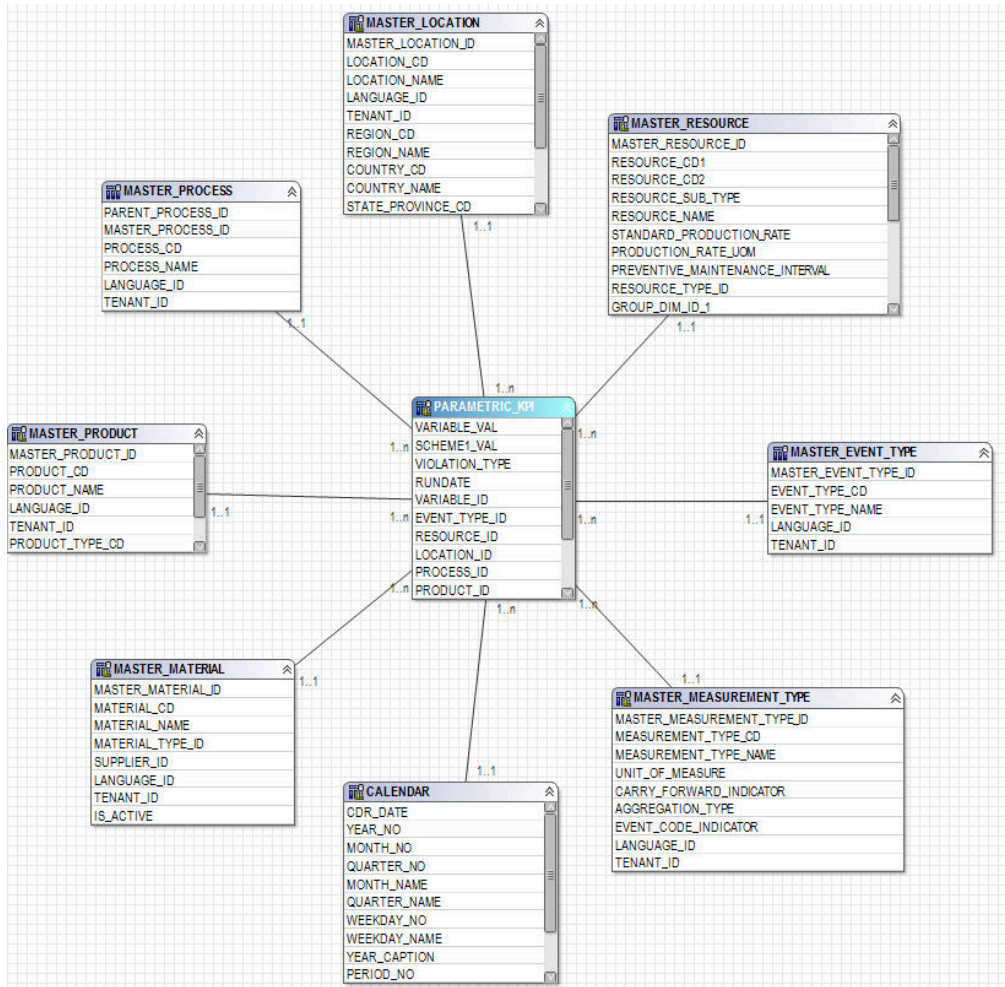 MASTER_LOCATION
MASTER_LOCATION_ID
LOCATION_CD
LOCATION_NAME
LANGUAGE_ID
TENANT_ID
REGION_CD
REGION_NAME
COUNTRY_CD
COUNTRY_NAME
STATE_PROVINCE_CD
1..1
MASTER_RESOURCE
MASTER_RESOURCE_ID
RESOURCE_CD1
RESOURCE_CD2
RESOURCE_SUB_TYPE
RESOURCE_NAME
STANDARD_PRODUCTION_RATE
PRODUCTION_RATE_UOM
PREVENTIVE_MAINTENANCE_INTERVAL
RESOURCE_TYPE_ID
GROUP_DIM_ID_1
1..1
MASTER_PROCESS
PARENT_PROCESS_ID
MASTER_PROCESS_ID
PROCESS_CD
PROCESS_NAME
LANGUAGE_ID
TENANT_ID
1..1
1..n
PARAMETRIC_KPI
VARIABLE_VAL
SCHEME1_VAL
VIOLATION_TYPE
RUNDATE
VARIABLE_ID
EVENT_TYPE_ID
RESOURCE_ID
LOCATION_ID
PROCESS_ID
PRODUCT_ID
1..n
1..n
1..n
1..n
1..n
1..n
1..n
MASTER_PRODUCT
MASTER_PRODUCT_ID
PRODUCT_CD
PRODUCT_NAME
LANGUAGE_ID
TENANT_ID
PRODUCT_TYPE_CD
1..1
MASTER_EVENT_TYPE
MASTER_EVENT_TYPE_ID
EVENT_TYPE_CD
EVENT_TYPE_NAME
LANGUAGE_ID
TENANT_ID
1..1
MASTER_MATERIAL
MASTER_MATERIAL_ID
MATERIAL_CD
MATERIAL_NAME
MATERIAL_TYPE_ID
SUPPLIER_ID
LANGUAGE_ID
TENANT_ID
IS_ACTIVE
1..1
1..1
MASTER_MEASUREMENT_TYPE
MASTER_MEASUREMENT_TYPE_ID
MEASUREMENT_TYPE_CD
MEASUREMENT_TYPE_NAME
UNIT_OF_MEASURE
CARRY_FORWARD_INDICATOR
AGGREGATION_TYPE
EVENT_CODE_INDICATOR
LANGUAGE_ID
TENANT_ID
1..1
CALENDAR
CDR_DATE
YEAR_NO
MONTH_NO
QUARTER_NO
MONTH_NAME
QUARTER_NAME
WEEKDAY_NO
WEEKDAY_NAME
YEAR_CAPTION
PERIOD_NO